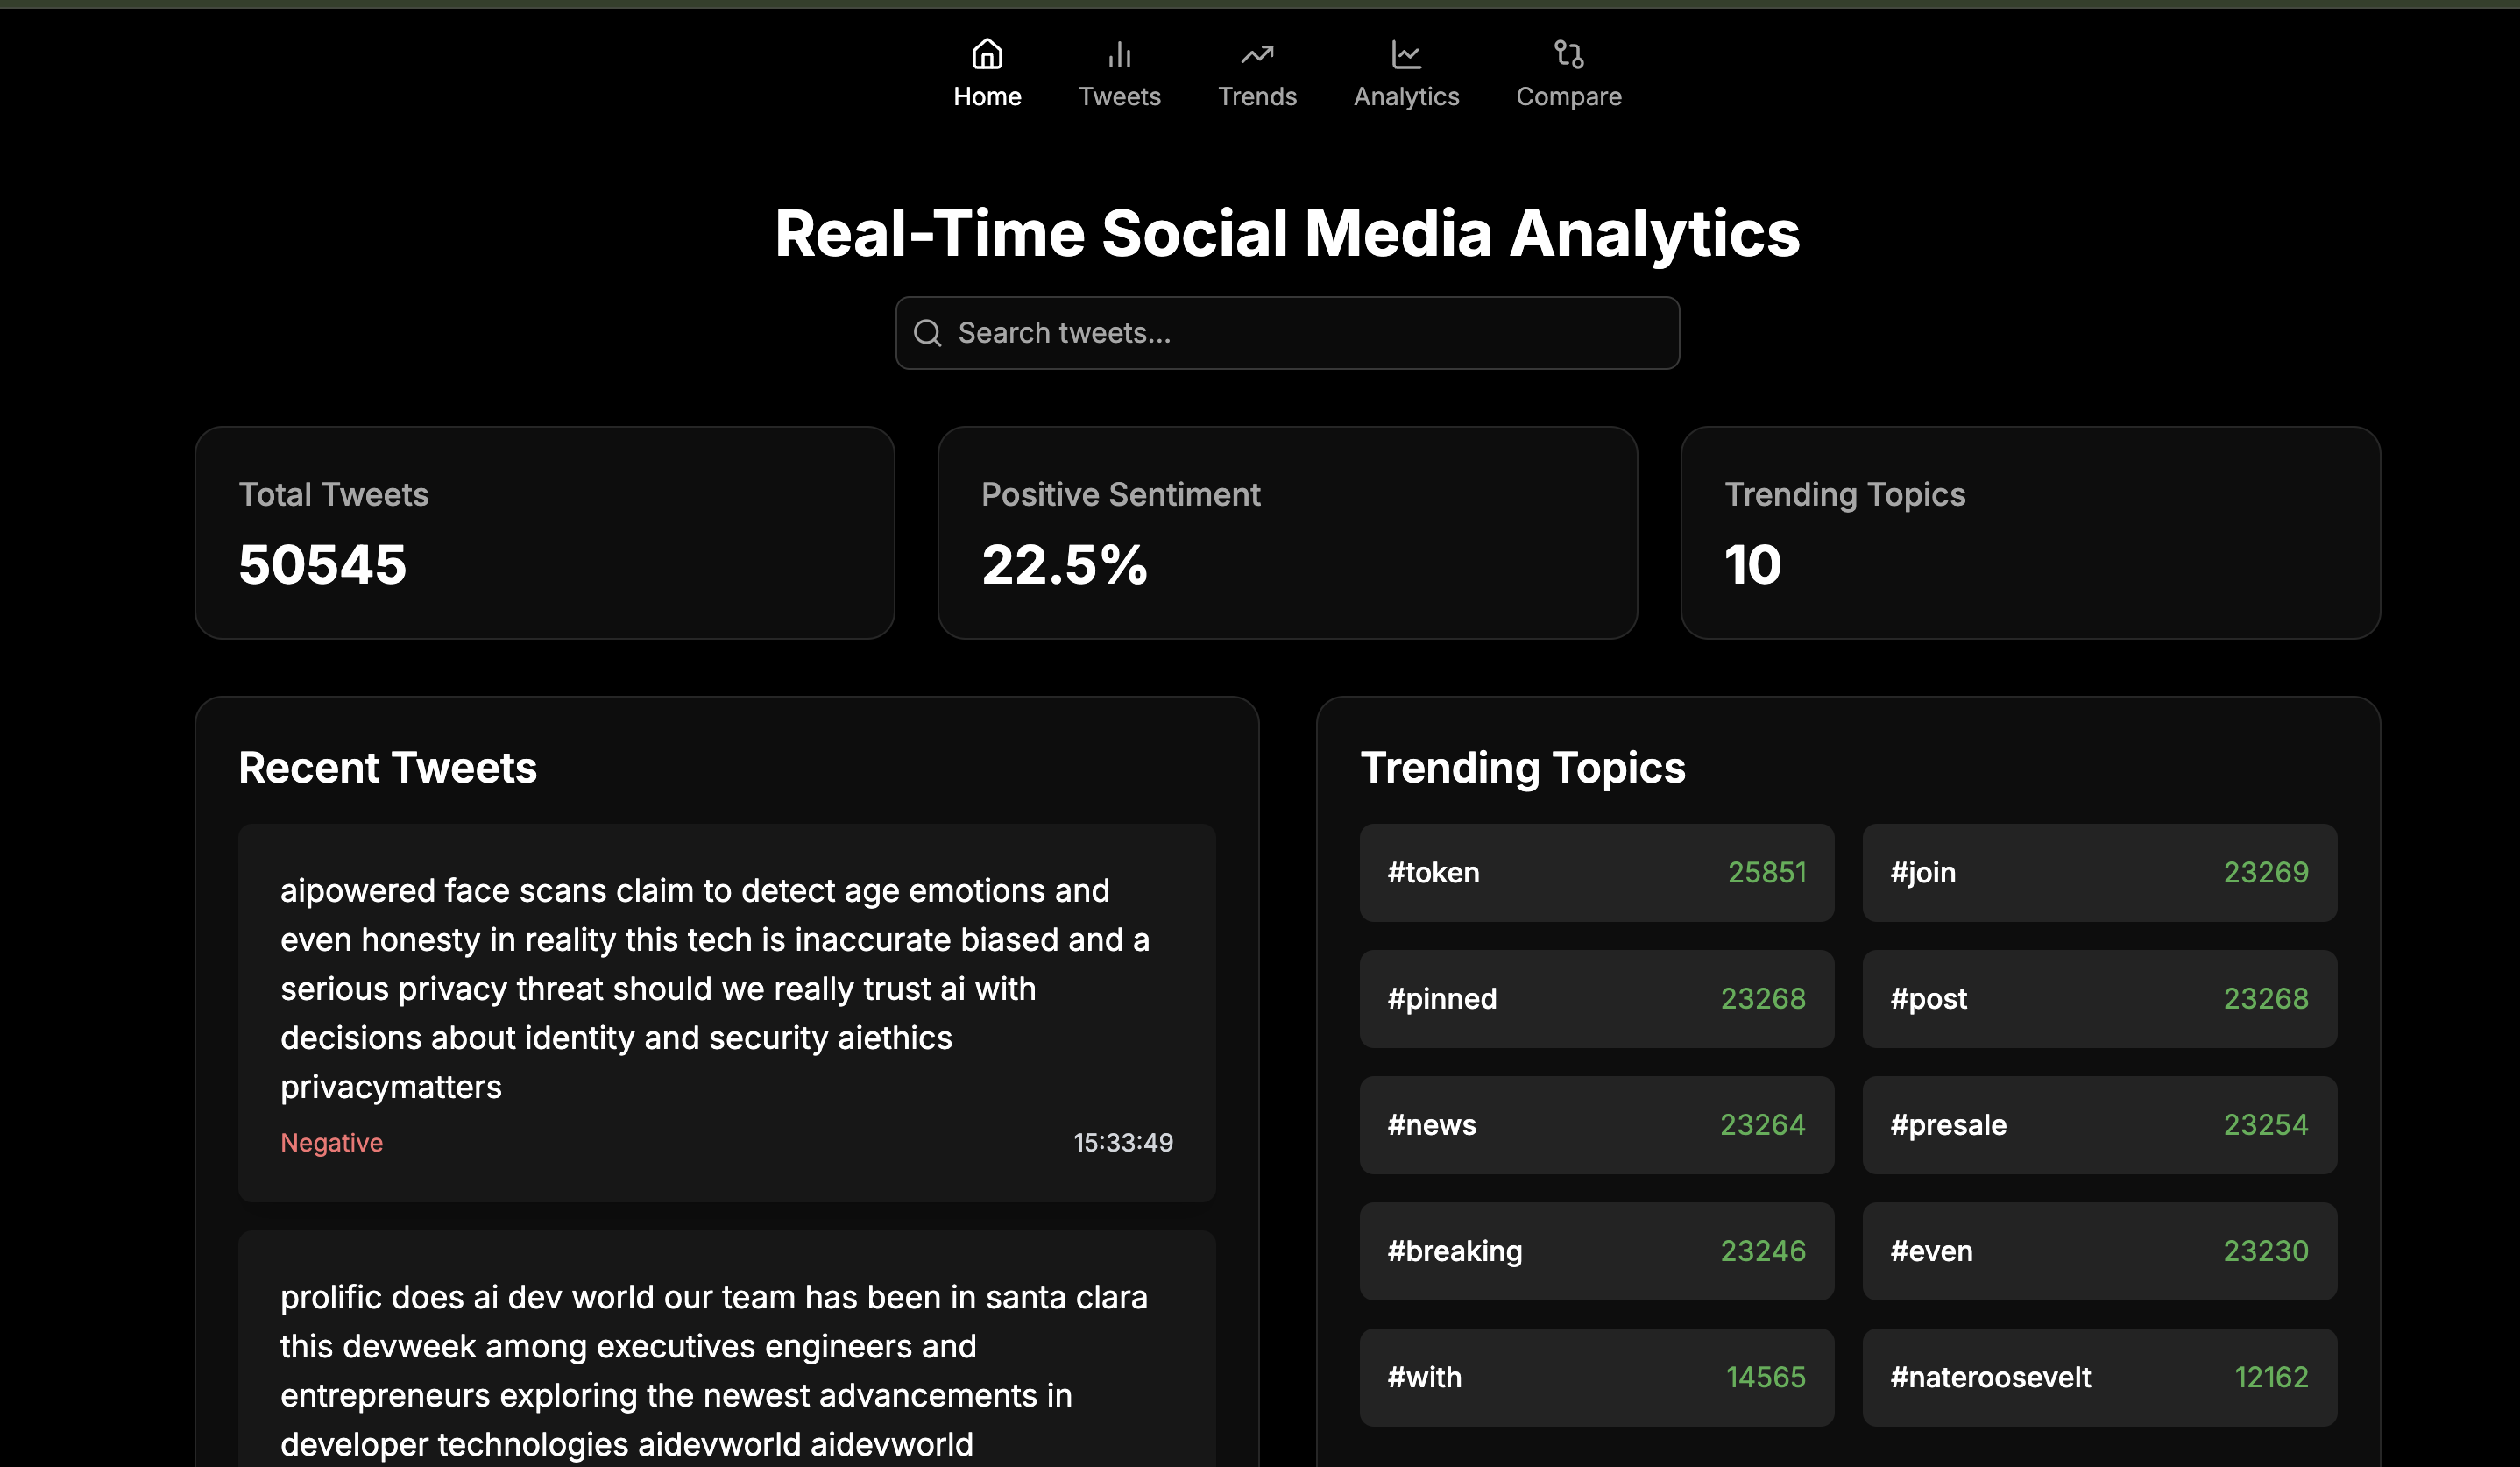 Home
Tweets
Trends
Analytics
Compare
Real-Time Social Media Analytics
Search tweets...
Total Tweets
50545
Positive Sentiment
22.5%
Trending Topics
10
Recent Tweets
aipowered face scans claim to detect age emotions and
even honesty in reality this tech is inaccurate biased and a
serious privacy threat should we really trust ai with
decisions about identity and security aiethics
privacymatters
Negative 15:33:49
prolific does ai dev world our team has been in santa clara
this devweek among executives engineers and
entrepreneurs exploring the newest advancements in
developer technologies aidevworld aidevworld
Trending Topics
#token 25851
#join 23269
#pinned 23268
#post 23268
#news 23264
#presale 23254
#breaking 23246
#even 23230
#with 14565
#nateroosevelt 12162